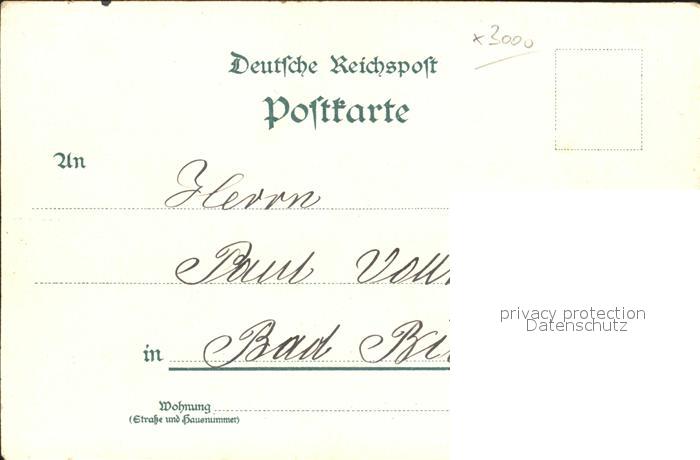 x3000
Deutsche Reichspost
Postkarte
An
Herrn
Paul
in Bad
privacy protection
Datenschutz
Wohnung
(Straße und Hausnummer)